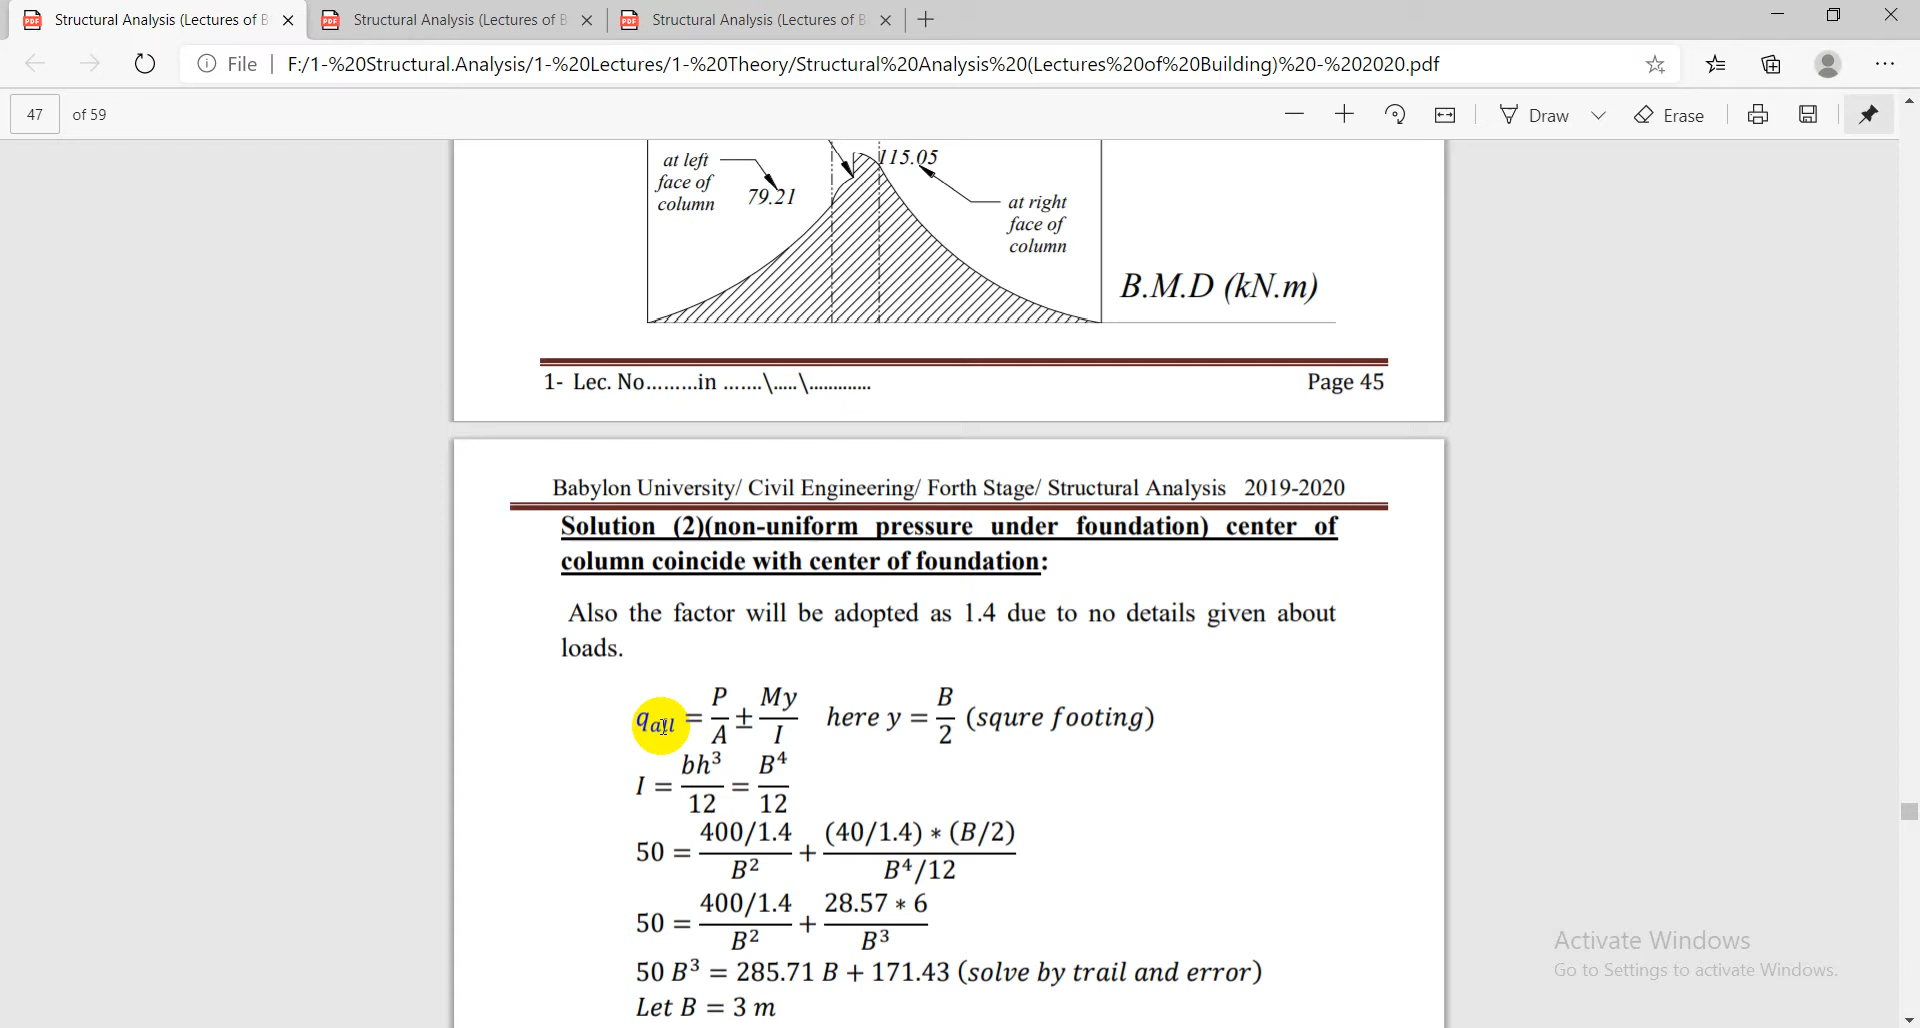 Structural Analysis (Lectures of B
Structural Analysis (Lectures of B
Structural Analysis (Lectures of B
File | F:/1-%20Structural.Analysis/1-%20Lectures/1-%20Theory/Structural%20Analysis%20(Lectures%20of%20Building)%20-%202020.pdf
47 of 59
Draw
Erase
at left
face of
column
79.21
115.05
at right
face of
column
B.M.D (kN.m)
1- Lec. No.........in .......\.....\.............
Page 45
Babylon University/ Civil Engineering/ Forth Stage/ Structural Analysis 2019-2020
Solution (2)(non-uniform pressure under foundation) center of
column coincide with center of foundation:
Also the factor will be adopted as 1.4 due to no details given about
loads.
q_all = P/A ± My/I here y = B/2 (squre footing)
I = bh³/12 = B⁴/12
50 = 400/1.4 / B² + (40/1.4) ∗ (B/2) / B⁴/12
50 = 400/1.4 / B² + 28.57 ∗ 6 / B³
50 B³ = 285.71 B + 171.43 (solve by trail and error)
Let B = 3 m
Activate Windows
Go to Settings to activate Windows.